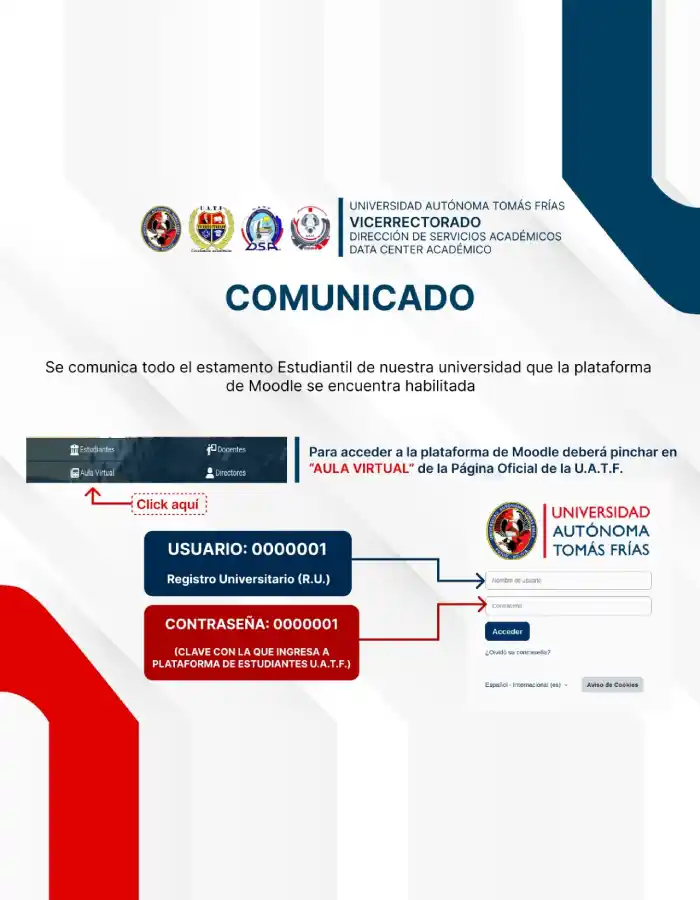 UNIVERSIDAD AUTÓNOMA TOMÁS FRÍAS
VICERRECTORADO
DIRECCIÓN DE SERVICIOS ACADÉMICOS
DATA CENTER ACADÉMICO
U.A.T.F.
DSA
COMUNICADO
Se comunica todo el estamento Estudiantil de nuestra universidad que la plataforma
de Moodle se encuentra habilitada
Estudiantes
Docentes
Aula Virtual
Directores
Click aquí
Para acceder a la plataforma de Moodle deberá pinchar en
“AULA VIRTUAL” de la Página Oficial de la U.A.T.F.
USUARIO: 0000001
Registro Universitario (R.U.)
CONTRASEÑA: 0000001
(CLAVE CON LA QUE INGRESA A
PLATAFORMA DE ESTUDIANTES U.A.T.F.)
UNIVERSIDAD
AUTÓNOMA
TOMÁS FRÍAS
Nombre de usuario
Contraseña
Acceder
¿Olvidó su contraseña?
Español - Internacional (es)
Aviso de Cookies